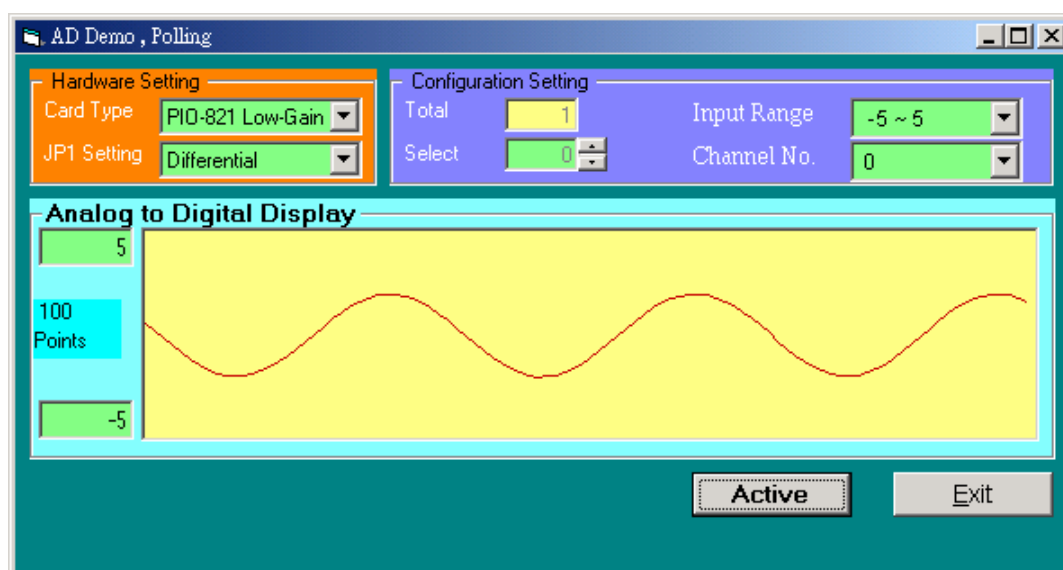 AD Demo , Polling
Hardware Setting
Card Type PIO-821 Low-Gain
JP1 Setting Differential
Configuration Setting
Total 1 Input Range -5 ~ 5
Select 0 Channel No. 0
Analog to Digital Display
5
100
Points
-5
Active Exit